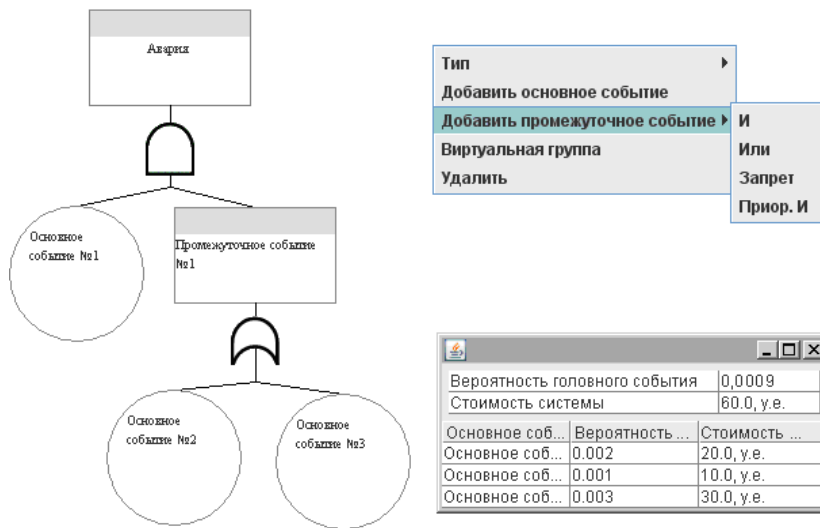 Авария
Основное
событие №1
Промежуточное событие
№1
Основное
событие №2
Основное
событие №3
Тип
Добавить основное событие
Добавить промежуточное событие
Виртуальная группа
Удалить
И
Или
Запрет
Приор. И
Вероятность головного события 0,0009
Стоимость системы 60.0, у.е.
Основное соб... Вероятность ... Стоимость ...
Основное соб... 0.002 20.0, у.е.
Основное соб... 0.001 10.0, у.е.
Основное соб... 0.003 30.0, у.е.